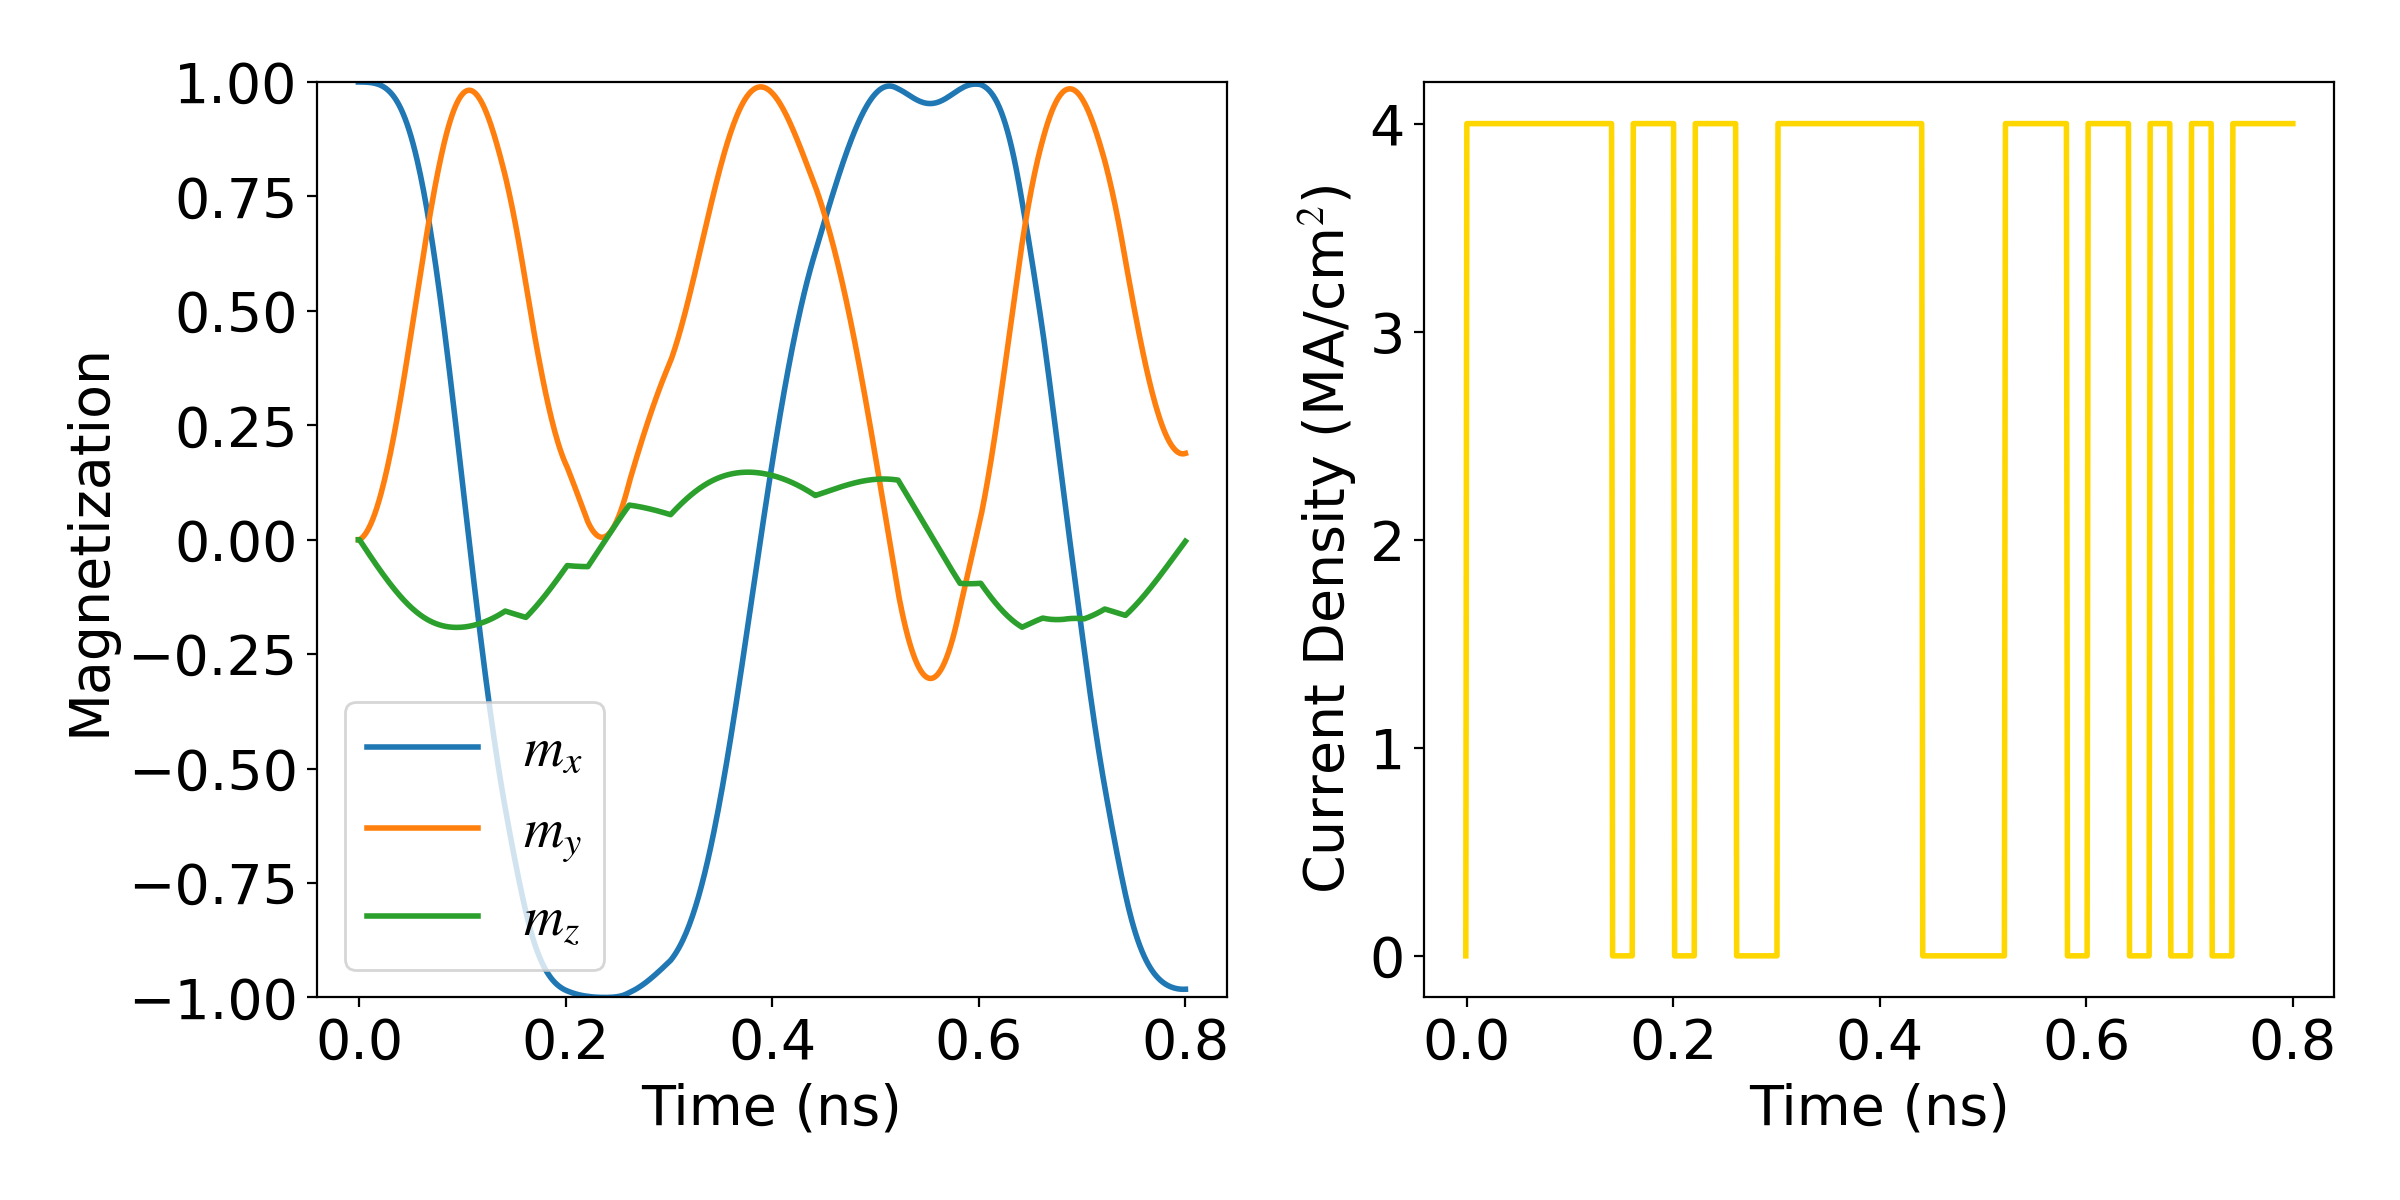 Magnetization
1.00
0.75
0.50
0.25
0.00
−0.25
−0.50
−0.75
−1.00
m_x
m_y
m_z
0.0 0.2 0.4 0.6 0.8
Time (ns)
Current Density (MA/cm²)
4
3
2
1
0
0.0 0.2 0.4 0.6 0.8
Time (ns)